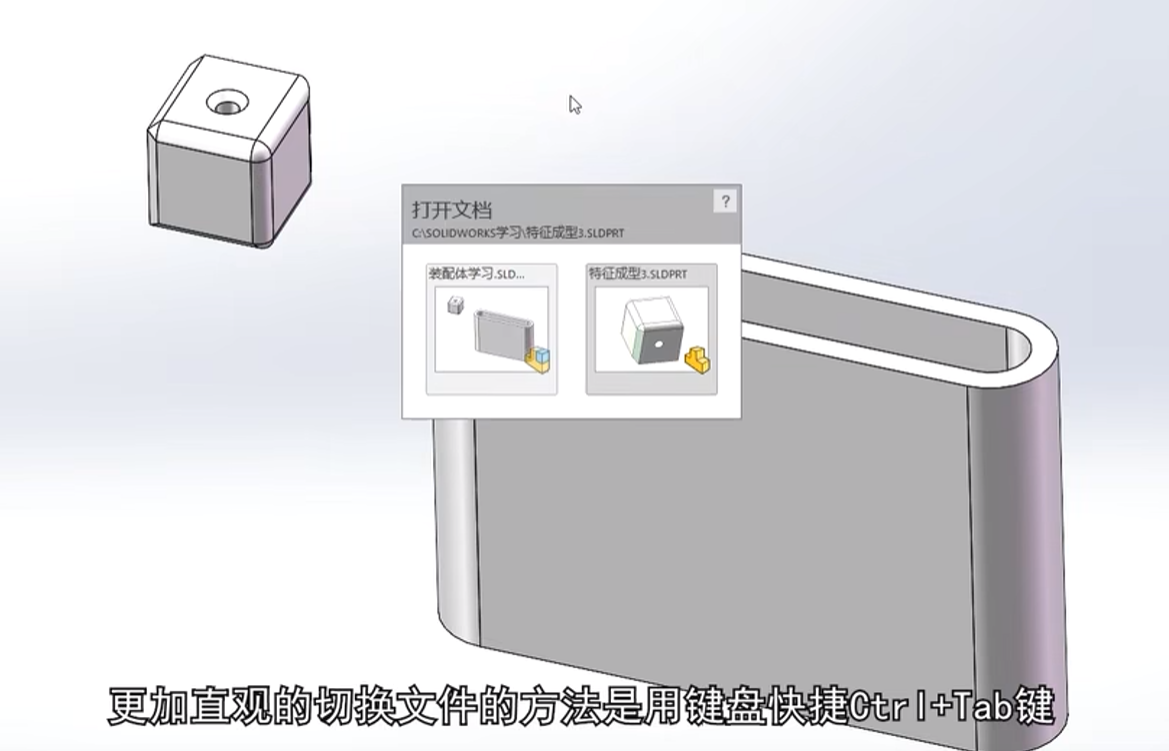 打开文档
?
C:\SOLIDWORKS学习\特征成型3.SLDPRT
装配体学习.SLD...
特征成型3.SLDPRT
更加直观的切换文件的方法是用键盘快捷Ctrl+Tab键